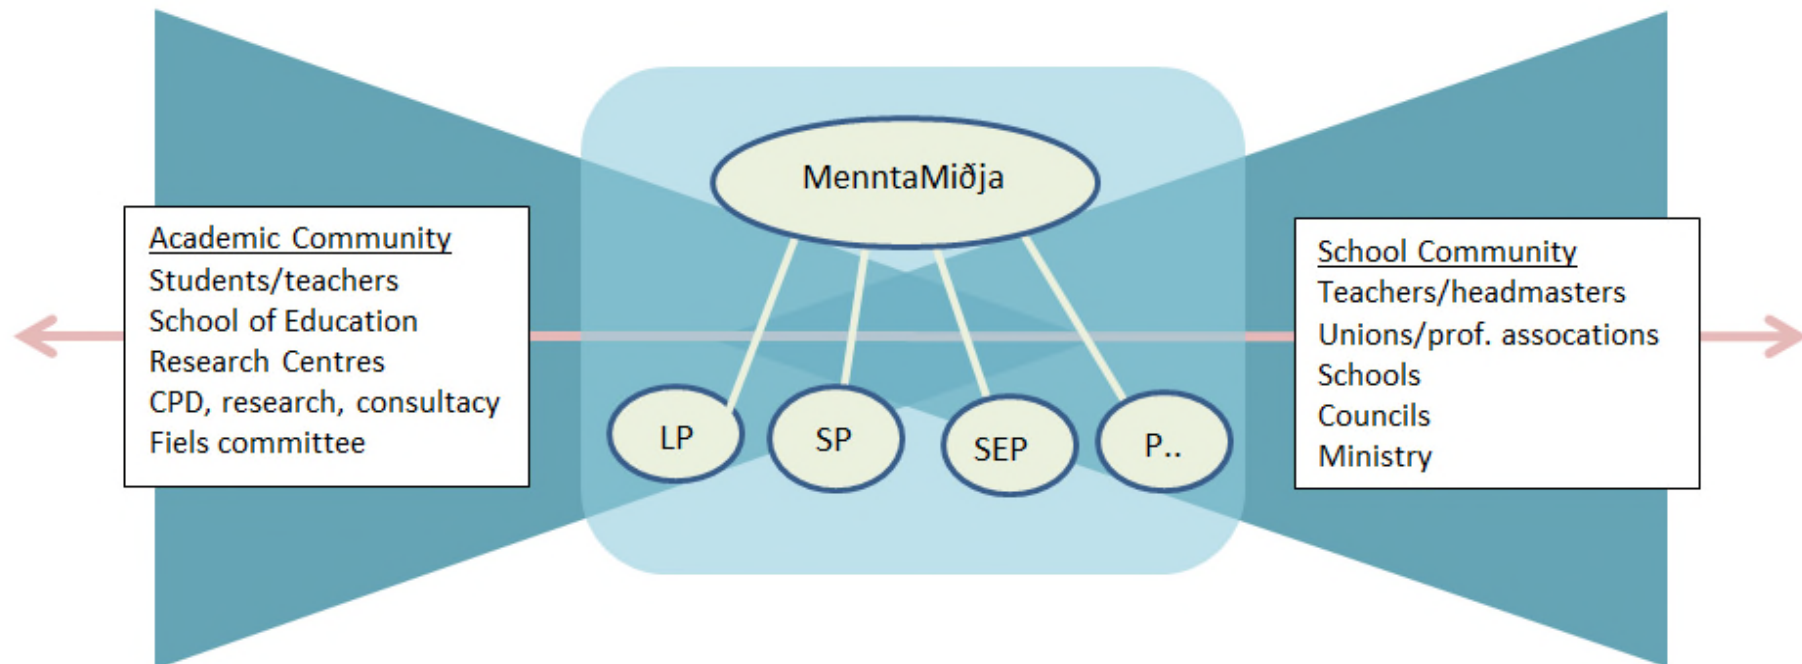 MenntaMiðja
Academic Community
Students/teachers
School of Education
Research Centres
CPD, research, consultacy
Fiels committee
LP
SP
SEP
P..
School Community
Teachers/headmasters
Unions/prof. assocations
Schools
Councils
Ministry